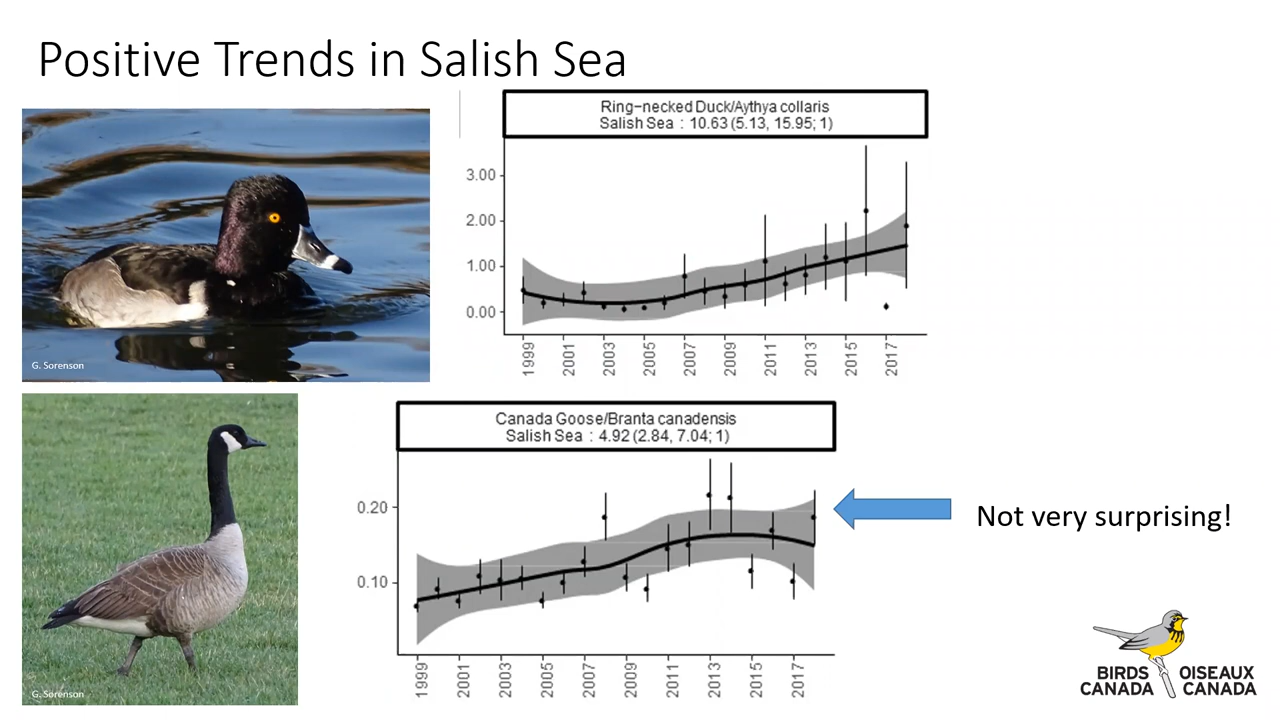 Positive Trends in Salish Sea
G. Sorenson
Ring-necked Duck/Aythya collaris
Salish Sea : 10.63 (5.13, 15.95; 1)
3.00
2.00
1.00
0.00
1999
2001
2003
2005
2007
2009
2011
2013
2015
2017
G. Sorenson
Canada Goose/Branta canadensis
Salish Sea : 4.92 (2.84, 7.04; 1)
0.20
0.10
1999
2001
2003
2005
2007
2009
2011
2013
2015
2017
Not very surprising!
BIRDS OISEAUX
CANADA CANADA